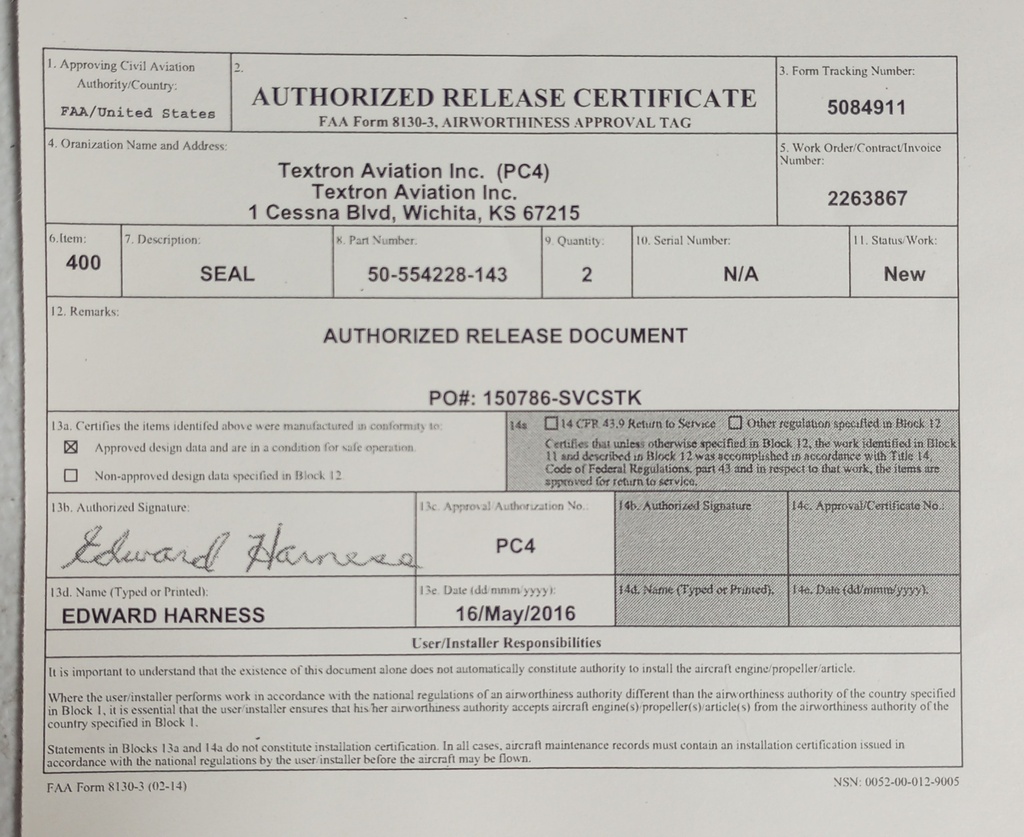 1. Approving Civil Aviation
Authority/Country:
FAA/United States
2.
AUTHORIZED RELEASE CERTIFICATE
FAA Form 8130-3, AIRWORTHINESS APPROVAL TAG
3. Form Tracking Number:
5084911
4. Oranization Name and Address:
Textron Aviation Inc. (PC4)
Textron Aviation Inc.
1 Cessna Blvd, Wichita, KS 67215
5. Work Order/Contract/Invoice
Number:
2263867
6.Item:
400
7. Description:
SEAL
8. Part Number:
50-554228-143
9. Quantity:
2
10. Serial Number:
N/A
11. Status/Work:
New
12. Remarks:
AUTHORIZED RELEASE DOCUMENT
PO#: 150786-SVCSTK
13a. Certifies the items identifed above were manufactured in conformity to:
Approved design data and are in a condition for safe operation.
Non-approved design data specified in Block 12.
14a 14 CFR 43.9 Return to Service Other regulation specified in Block 12
Certifies that unless otherwise specified in Block 12, the work identified in Block
11 and described in Block 12 was accomplished in accordance with Title 14,
Code of Federal Regulations, part 43 and in respect to that work, the items are
approved for return to service.
13b. Authorized Signature:
Edward Harness
13c. Approval Authorization No.:
PC4
14b. Authorized Signature
14c. Approval/Certificate No.:
13d. Name (Typed or Printed):
EDWARD HARNESS
13e. Date (dd/mmm/yyyy):
16/May/2016
14d. Name (Typed or Printed).
14e. Date (dd/mmm/yyyy):
User/Installer Responsibilities
It is important to understand that the existence of this document alone does not automatically constitute authority to install the aircraft engine/propeller/article.
Where the user/installer performs work in accordance with the national regulations of an airworthiness authority different than the airworthiness authority of the country specified
in Block 1, it is essential that the user/installer ensures that his/her airworthiness authority accepts aircraft engine(s)/propeller(s)/article(s) from the airworthiness authority of the
country specified in Block 1.
Statements in Blocks 13a and 14a do not constitute installation certification. In all cases, aircraft maintenance records must contain an installation certification issued in
accordance with the national regulations by the user/installer before the aircraft may be flown.
FAA Form 8130-3 (02-14)
NSN: 0052-00-012-9005